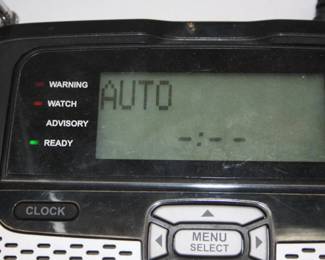 WARNING
AUTO
WATCH
ADVISORY
READY
-:--
CLOCK
MENU
SELECT